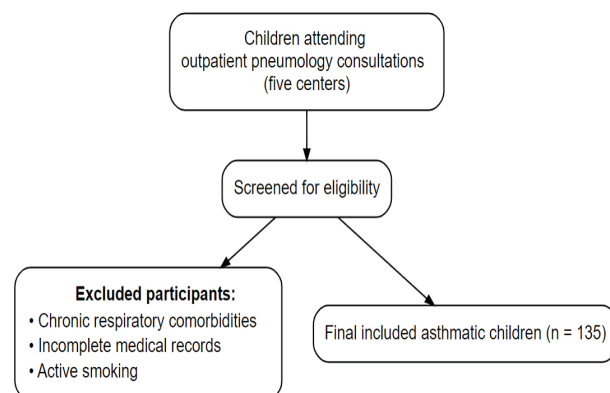 Children attending
outpatient pneumology consultations
(five centers)
Screened for eligibility
Excluded participants:
• Chronic respiratory comorbidities
• Incomplete medical records
• Active smoking
Final included asthmatic children (n = 135)